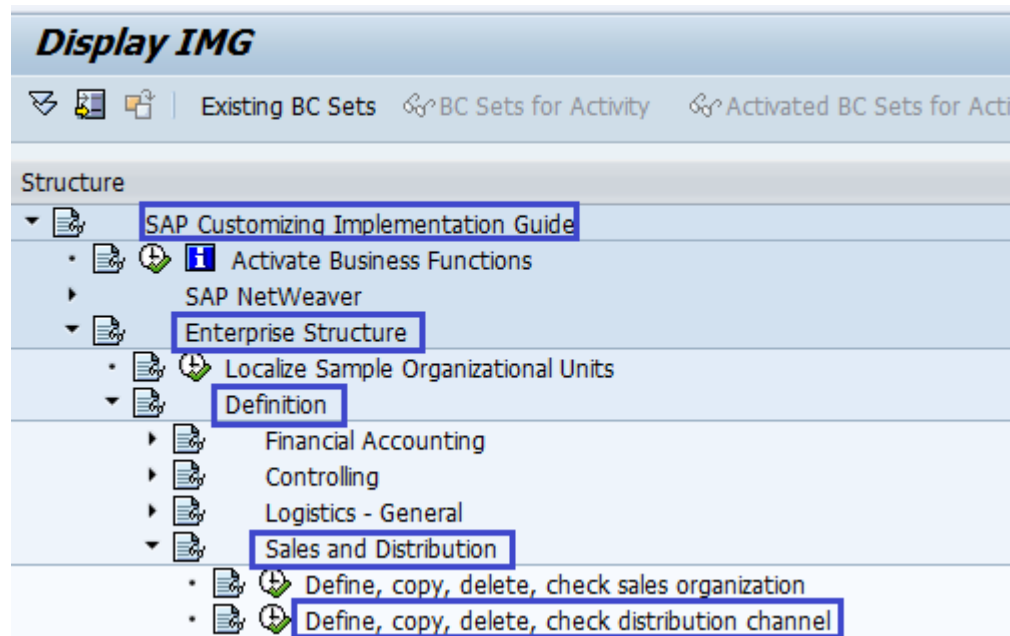 Display IMG
Existing BC Sets BC Sets for Activity Activated BC Sets for Acti
Structure
SAP Customizing Implementation Guide
Activate Business Functions
SAP NetWeaver
Enterprise Structure
Localize Sample Organizational Units
Definition
Financial Accounting
Controlling
Logistics - General
Sales and Distribution
Define, copy, delete, check sales organization
Define, copy, delete, check distribution channel